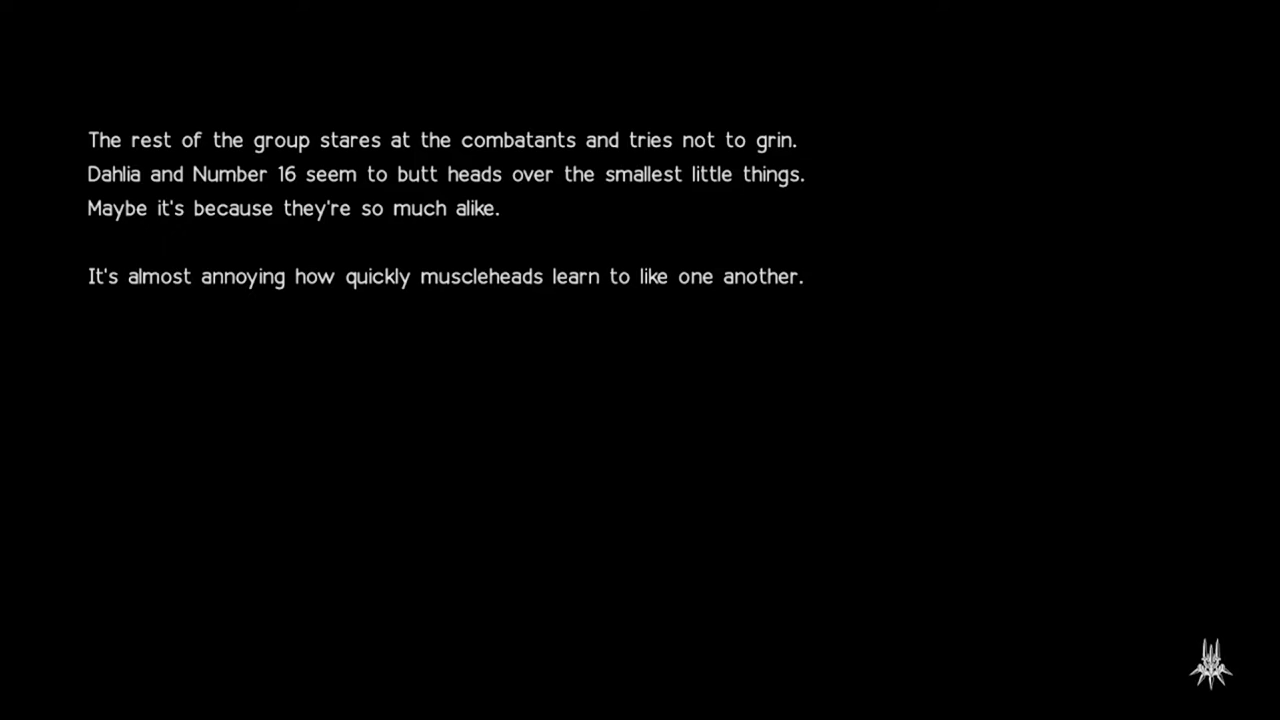 The rest of the group stares at the combatants and tries not to grin.
Dahlia and Number 16 seem to butt heads over the smallest little things.
Maybe it's because they're so much alike.
It's almost annoying how quickly muscleheads learn to like one another.